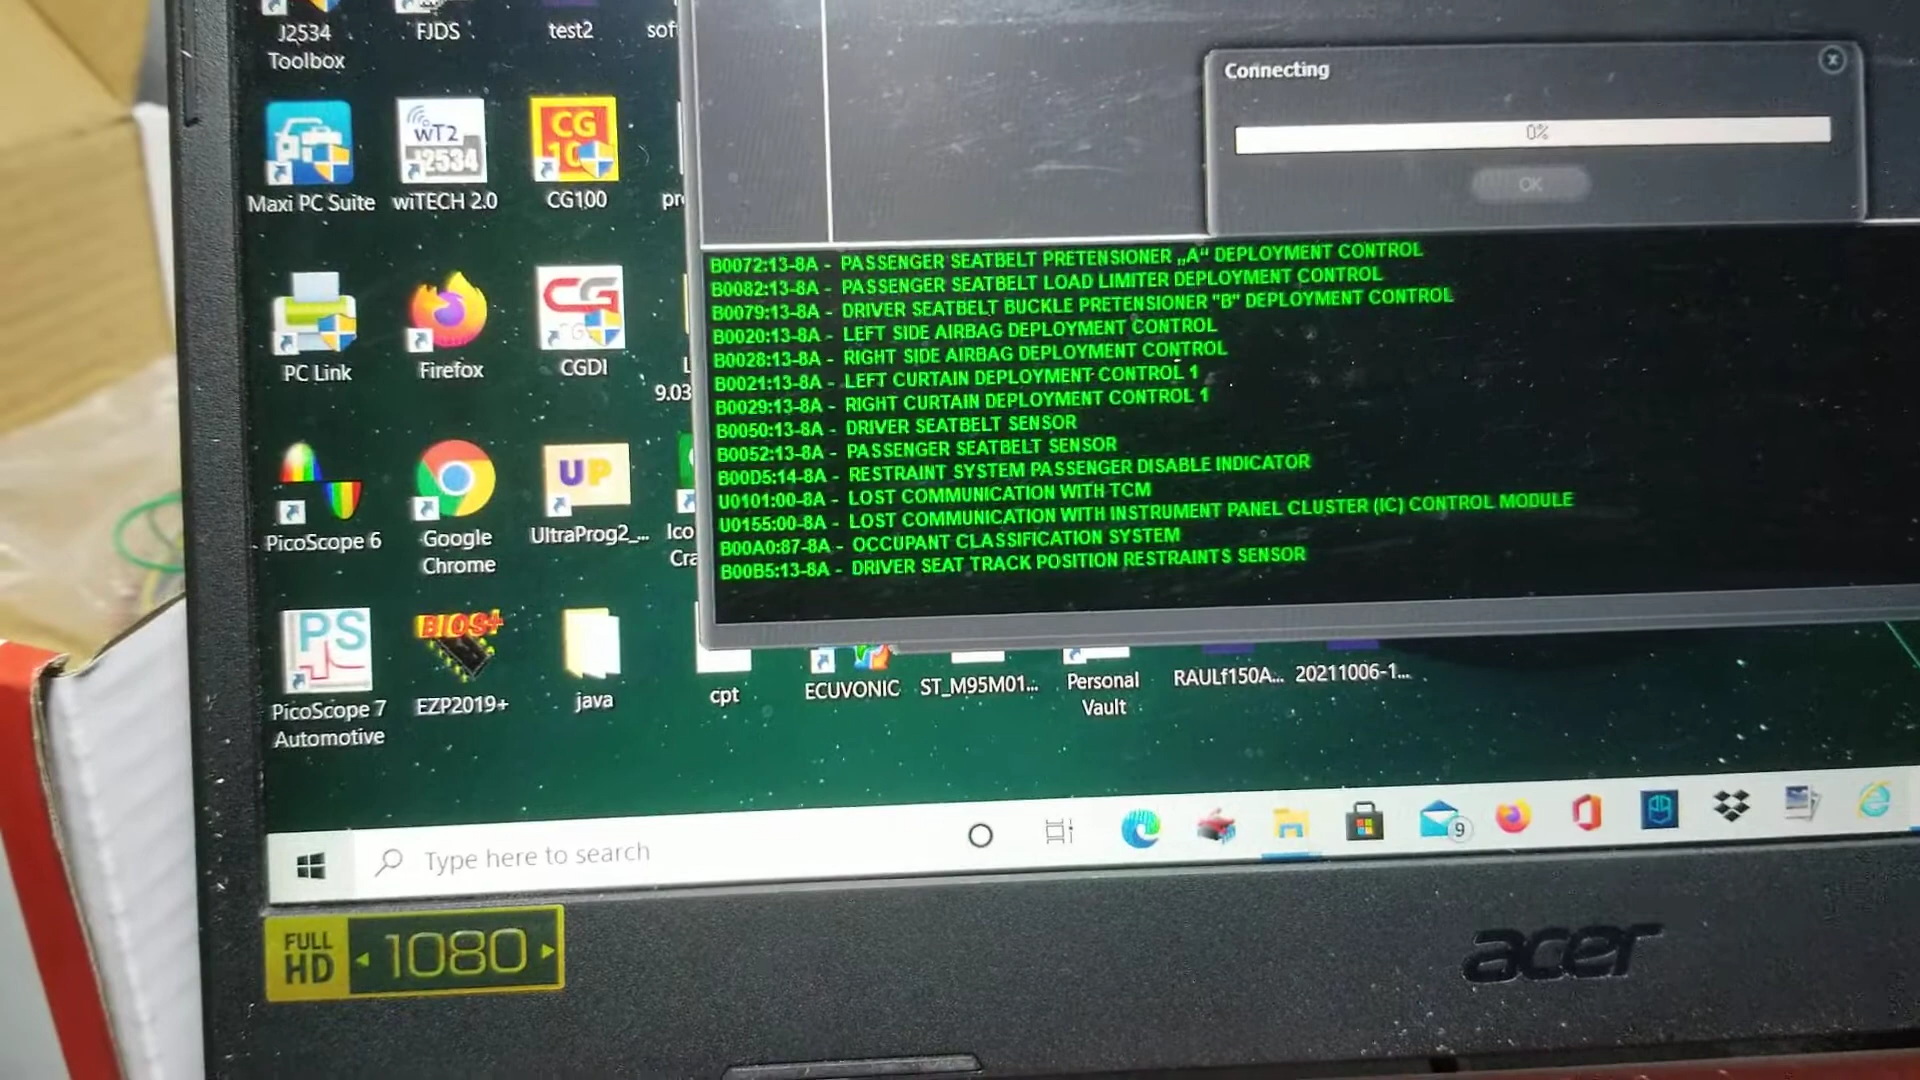 J2534
Toolbox
FJDS
test2
sof
Connecting
0%
OK
Maxi PC Suite
wiTECH 2.0
CG100
pr
wT2
J2534
CG
PC Link
Firefox
CGDI
CG
9.03
B0072:13-8A - PASSENGER SEATBELT PRETENSIONER „A“ DEPLOYMENT CONTROL
B0082:13-8A - PASSENGER SEATBELT LOAD LIMITER DEPLOYMENT CONTROL
B0079:13-8A - DRIVER SEATBELT BUCKLE PRETENSIONER "B" DEPLOYMENT CONTROL
B0020:13-8A - LEFT SIDE AIRBAG DEPLOYMENT CONTROL
B0028:13-8A - RIGHT SIDE AIRBAG DEPLOYMENT CONTROL
B0021:13-8A - LEFT CURTAIN DEPLOYMENT CONTROL 1
B0029:13-8A - RIGHT CURTAIN DEPLOYMENT CONTROL 1
B0050:13-8A - DRIVER SEATBELT SENSOR
B0052:13-8A - PASSENGER SEATBELT SENSOR
B00D5:14-8A - RESTRAINT SYSTEM PASSENGER DISABLE INDICATOR
U0101:00-8A - LOST COMMUNICATION WITH TCM
U0155:00-8A - LOST COMMUNICATION WITH INSTRUMENT PANEL CLUSTER (IC) CONTROL MODULE
B00A0:87-8A - OCCUPANT CLASSIFICATION SYSTEM
B00B5:13-8A - DRIVER SEAT TRACK POSITION RESTRAINTS SENSOR
UP
PicoScope 6
Google
Chrome
UltraProg2_...
Ico
Cra
PS
BIOS+
PicoScope 7
Automotive
EZP2019+
java
cpt
ECUVONIC
ST_M95M01...
Personal
Vault
RAULf150A...
20211006-1...
Type here to search
9
FULL
HD
1080
acer